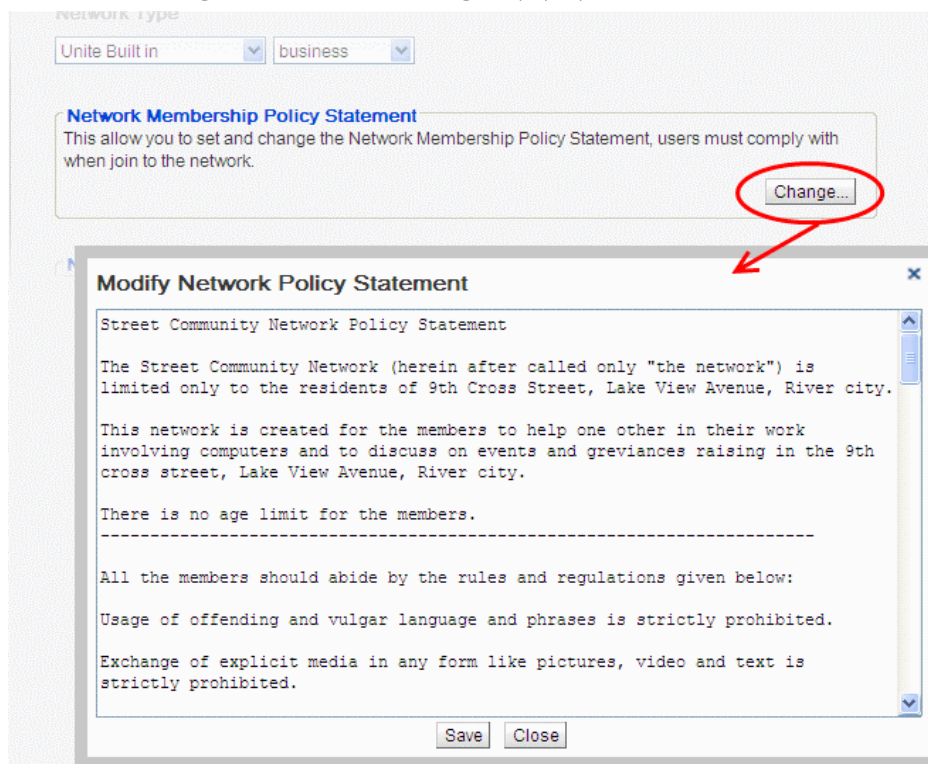 Network Type
Unite Built in business
Network Membership Policy Statement
This allow you to set and change the Network Membership Policy Statement, users must comply with
when join to the network.
Change...
N
Modify Network Policy Statement
Street Community Network Policy Statement
The Street Community Network (herein after called only "the network") is
limited only to the residents of 9th Cross Street, Lake View Avenue, River city.
This network is created for the members to help one other in their work
involving computers and to discuss on events and greviances raising in the 9th
cross street, Lake View Avenue, River city.
There is no age limit for the members.
----------------------------------------------------------------------
All the members should abide by the rules and regulations given below:
Usage of offending and vulgar language and phrases is strictly prohibited.
Exchange of explicit media in any form like pictures, video and text is
strictly prohibited.
Save Close